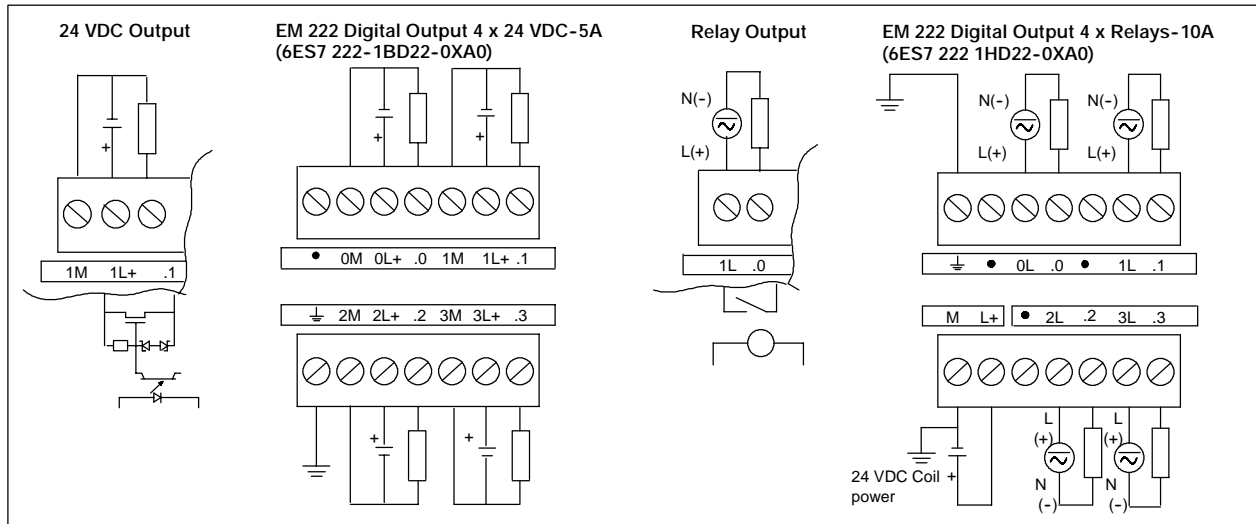 24 VDC Output
1M 1L+ .1
+
EM 222 Digital Output 4 x 24 VDC-5A
(6ES7 222-1BD22-0XA0)
+ +
● 0M 0L+ .0 1M 1L+ .1
2M 2L+ .2 3M 3L+ .3
+ +
Relay Output
N(-)
L(+)
1L .0
EM 222 Digital Output 4 x Relays-10A
(6ES7 222 1HD22-0XA0)
N(-) N(-)
L(+) L(+)
● 0L .0 ● 1L .1
M L+ ● 2L .2 3L .3
L L
(+) (+)
24 VDC Coil +
power
N N
(-) (-)